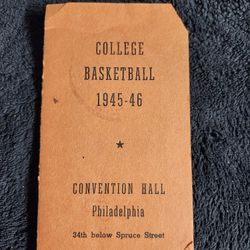 COLLEGE
BASKETBALL
1945-46
CONVENTION HALL
Philadelphia
34th below Spruce Street